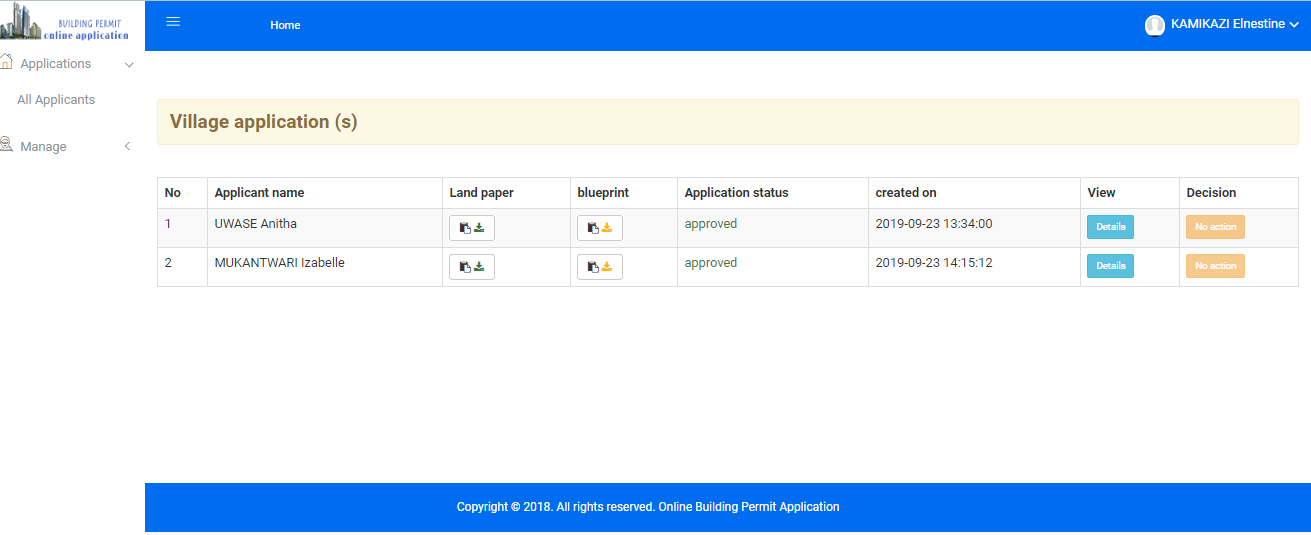 BUILDING PERMIT
online application
Home
KAMIKAZI Elnestine
Applications
All Applicants
Manage
Village application (s)
No Applicant name Land paper blueprint Application status created on View Decision
1 UWASE Anitha approved 2019-09-23 13:34:00 Details No action
2 MUKANTWARI Izabelle approved 2019-09-23 14:15:12 Details No action
Copyright © 2018. All rights reserved. Online Building Permit Application